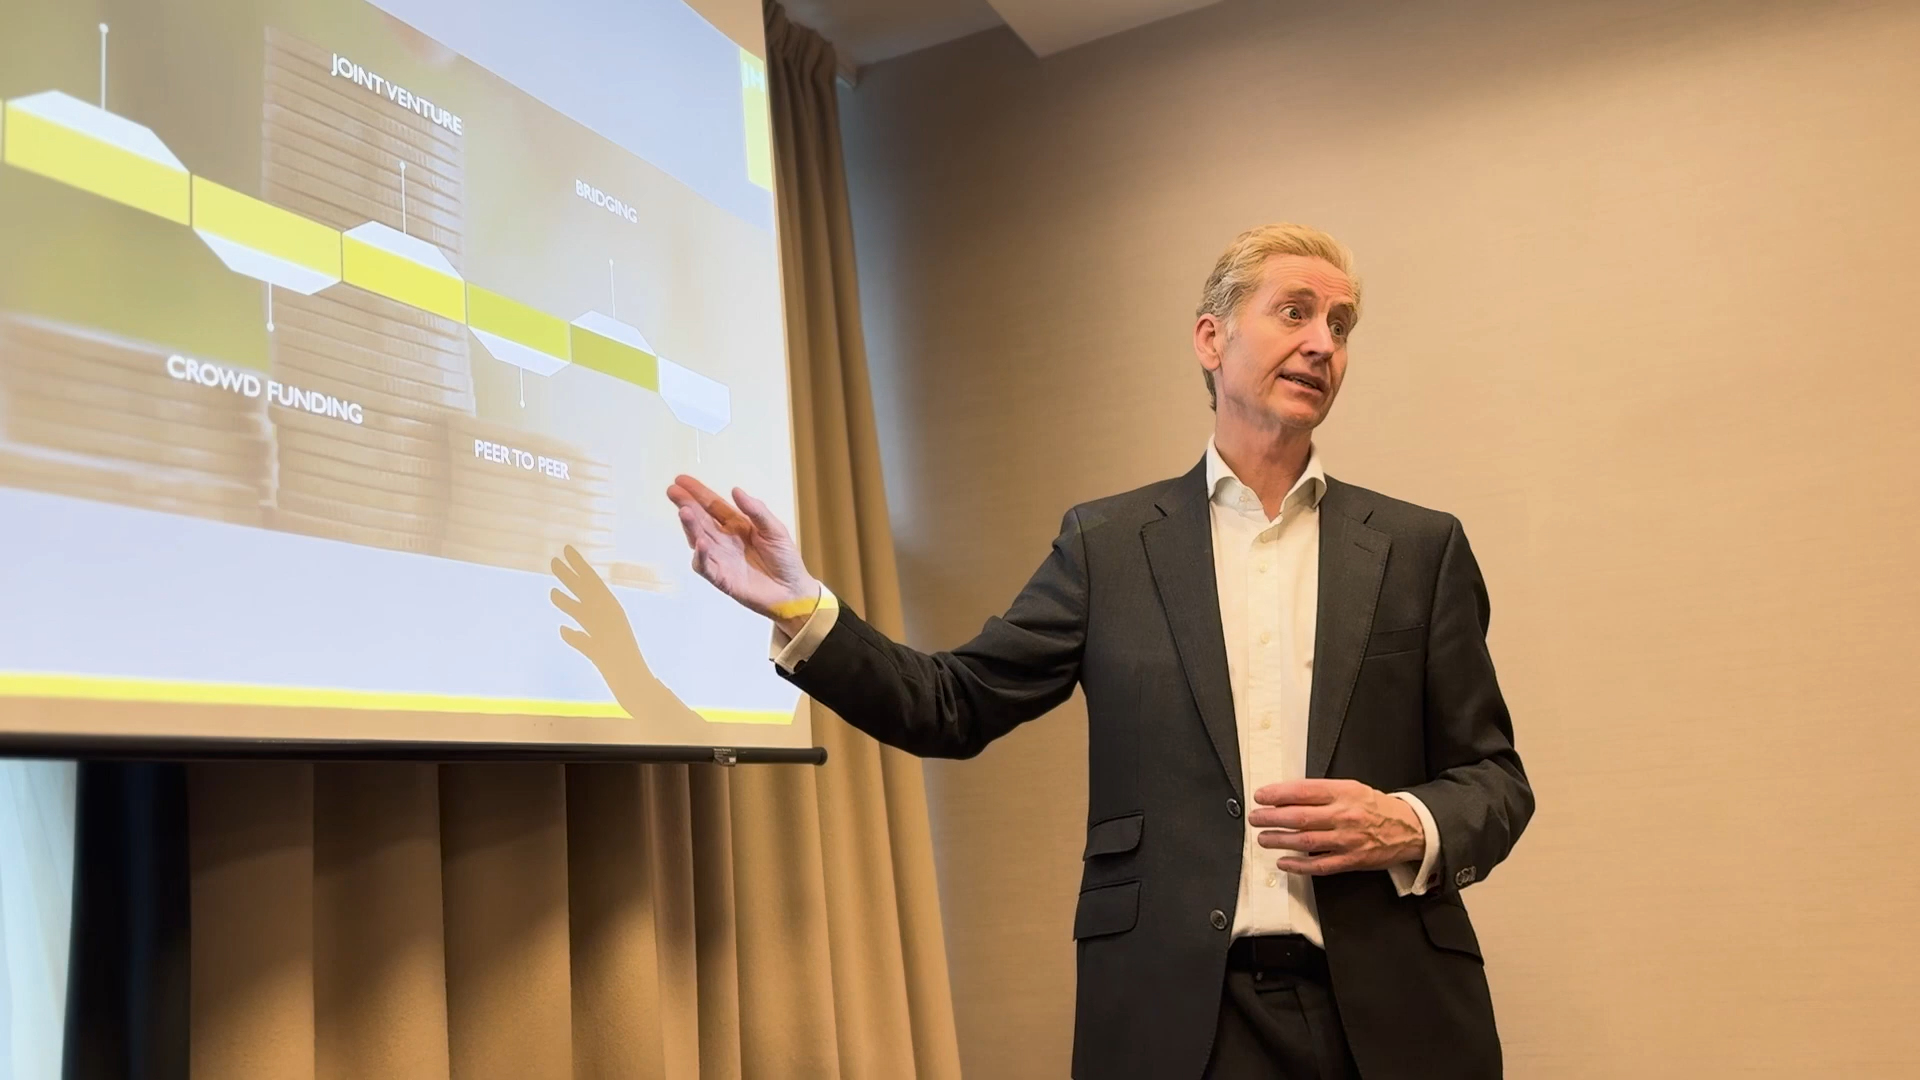 JOINT VENTURE
BRIDGING
CROWD FUNDING
PEER TO PEER